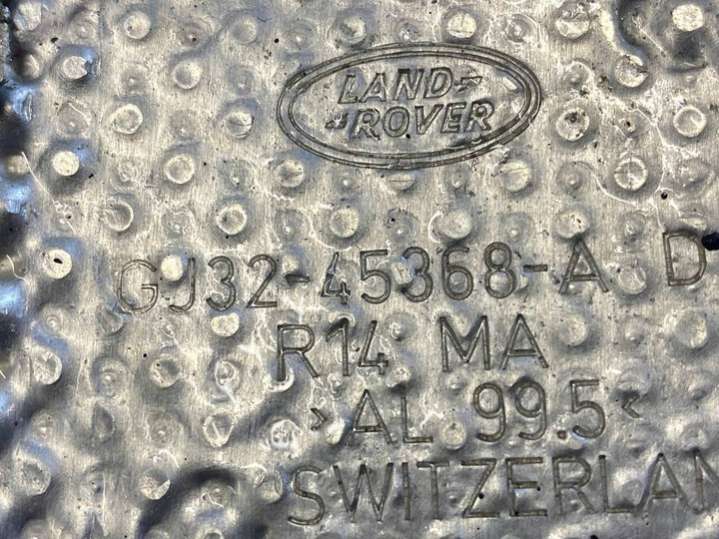 LAND
ROVER
GJ32-45368-A D
R14 MA
>AL 99.5<
SWITZERLAN